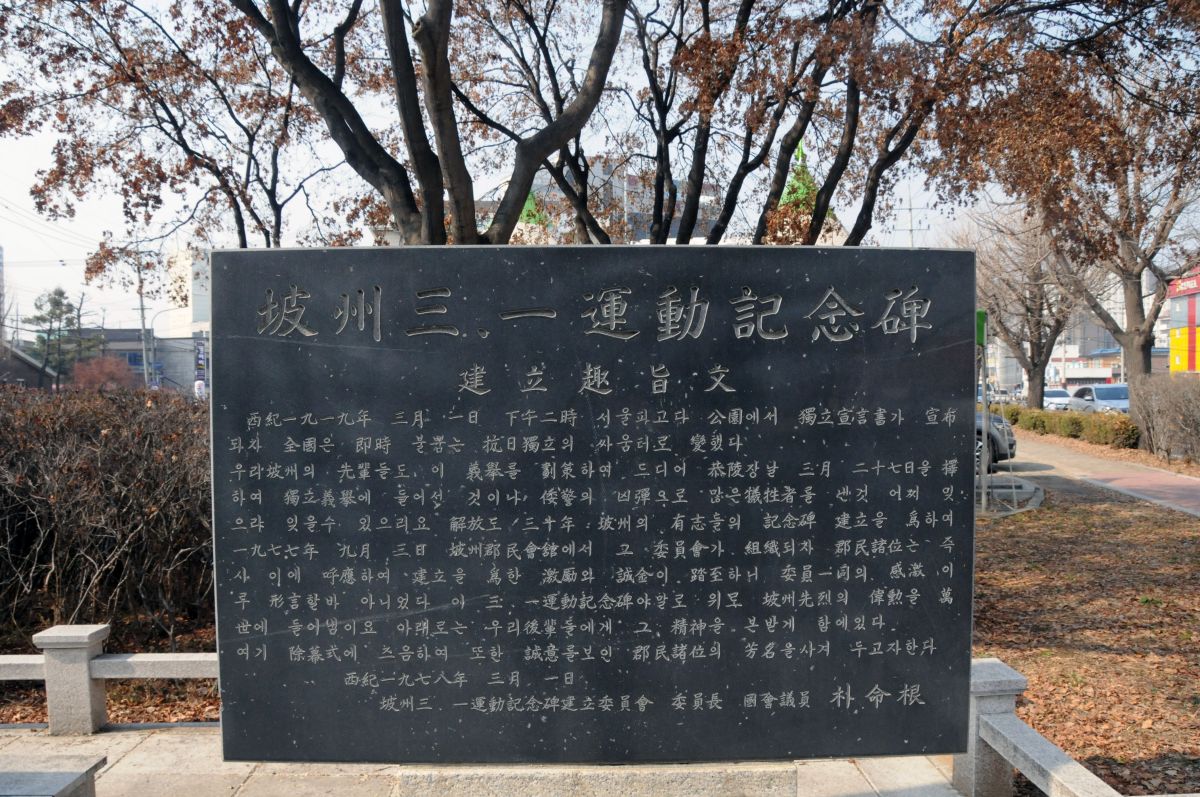 坡州三.一運動記念碑
建立趣旨文
西紀一九一九年 三月 一日 下午二時 서울파고다 公園에서 獨立宣言書가 宣布
되자 全國은 即時 불뿜는 抗日獨立의 싸움터로 變했다
우리坡州의 先輩들도 이 義擧를 劃策하여 드디어 恭陵장날 三月 二十七日을 擇
하여 獨立義擧에 들어선 것이나 倭警의 凶彈으로 많은犧牲者를 낸것 어찌 잊
으랴 잊을수 있으리요 解放도 三十年 坡州의 有志들의 記念碑 建立을 爲하여
一九七七年 九月 三日 坡州郡民會館에서 그 委員會가 組織되자 郡民諸位는 즉
시 이에 呼應하여 建立을 爲한 激勵와 誠金이 踏至하니 委員一同의 感激 이
루 形言할바 아니었다 이 三.一運動記念碑야말로 위로 坡州先烈의 偉勳을 萬
世에 들어냄이요 아래로는 우리後輩들에게 그 精神을 본받게 함에있다
여기 除幕式에 즈음하여 또한 誠意를보인 郡民諸位의 芳名을사겨 두고자한다
西紀一九七八年 三月 一日
坡州三 一運動記念碑建立委員會 委員長 國會議員 朴命根